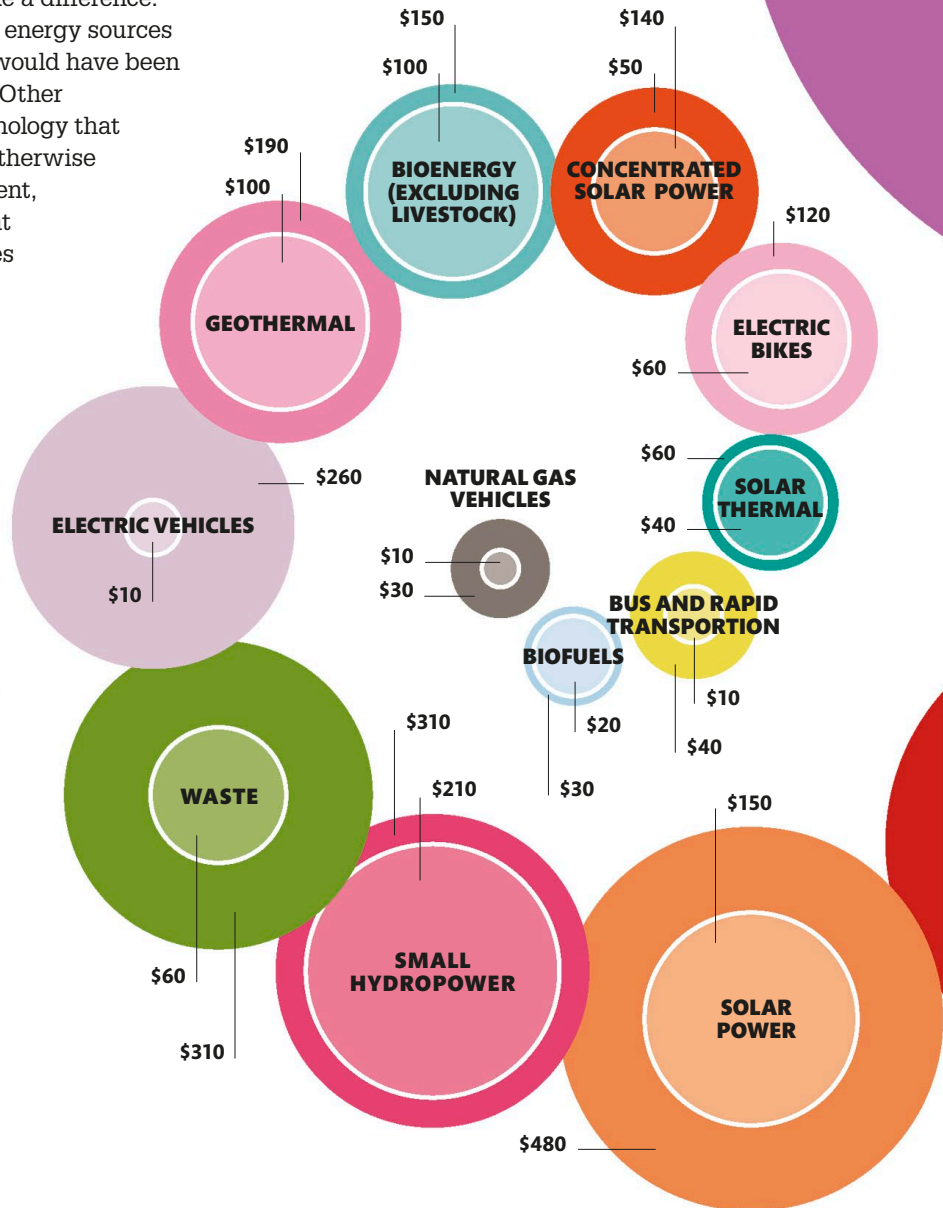 e a difference.
energy sources
would have been
Other
nology that
therwise
ent,
nt
es
$150
$100
BIOENERGY
(EXCLUDING
LIVESTOCK)
$140
$50
CONCENTRATED
SOLAR POWER
$190
$100
GEOTHERMAL
$120
ELECTRIC
BIKES
$60
$260
ELECTRIC VEHICLES
$10
NATURAL GAS
VEHICLES
$10
$30
$60
SOLAR
THERMAL
$40
BUS AND RAPID
TRANSPORTION
$10
$40
BIOFUELS
$20
$30
WASTE
$60
$310
$310
$210
SMALL
HYDROPOWER
$150
SOLAR
POWER
$480